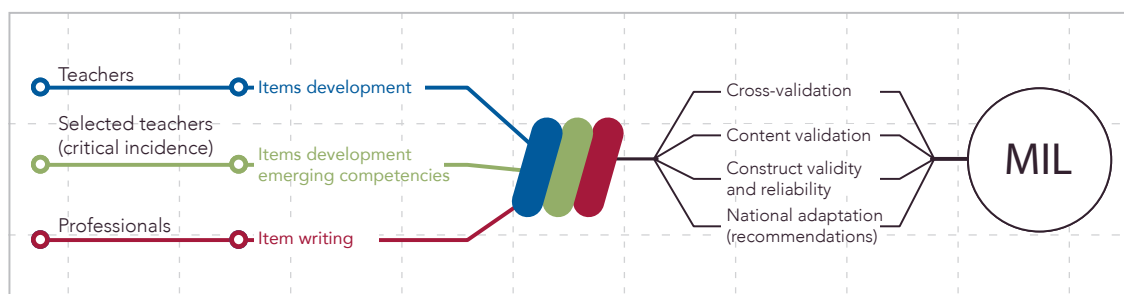 Teachers
Items development
Selected teachers
(critical incidence)
Items development
emerging competencies
Professionals
Item writing
Cross-validation
Content validation
Construct validity
and reliability
National adaptation
(recommendations)
MIL